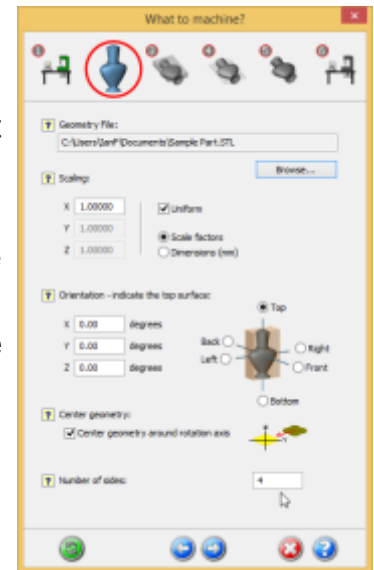 What to machine?
Geometry File:
C:\Users\IanF\Documents\Sample Part.STL
Browse...
Scaling:
X 1.00000
Uniform
Y 1.00000
Scale factors
Z 1.00000
Dimensions (mm)
Orientation - indicate the top surface:
Top
X 0.00 degrees
Y 0.00 degrees
Back
Right
Left
Front
Z 0.00 degrees
Bottom
Center geometry:
Center geometry around rotation axis
Number of sides:
4